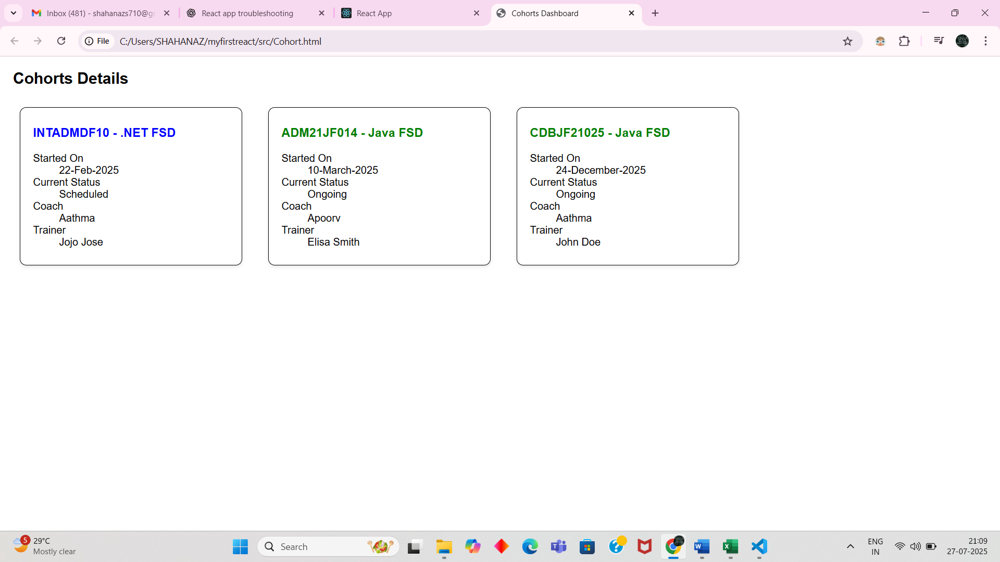 Inbox (481) - shahanazs710@gr
React app troubleshooting
React App
Cohorts Dashboard
File
C:/Users/SHAHANAZ/myfirstreact/src/Cohort.html
Cohorts Details
INTADMDF10 - .NET FSD
Started On
22-Feb-2025
Current Status
Scheduled
Coach
Aathma
Trainer
Jojo Jose
ADM21JF014 - Java FSD
Started On
10-March-2025
Current Status
Ongoing
Coach
Apoorv
Trainer
Elisa Smith
CDBJF21025 - Java FSD
Started On
24-December-2025
Current Status
Ongoing
Coach
Aathma
Trainer
John Doe
5
29°C
Mostly clear
Search
ENG
IN
21:09
27-07-2025